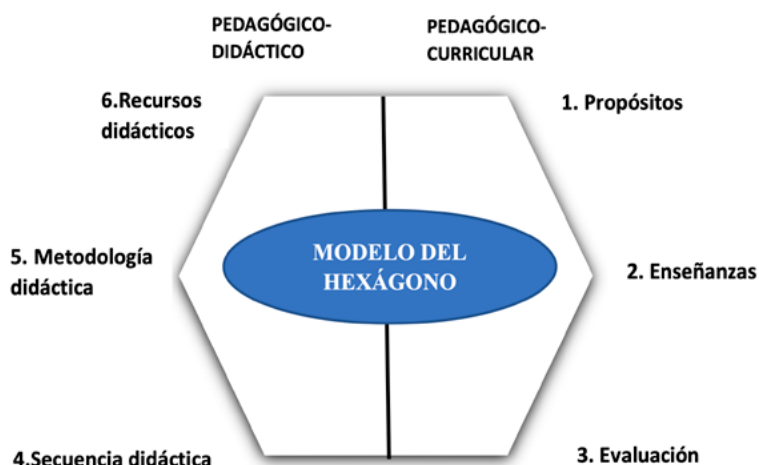 PEDAGÓGICO-
DIDÁCTICO
PEDAGÓGICO-
CURRICULAR
6.Recursos
didácticos
1. Propósitos
MODELO DEL
HEXÁGONO
5. Metodología
didáctica
2. Enseñanzas
4.Secuencia didáctica
3. Evaluación